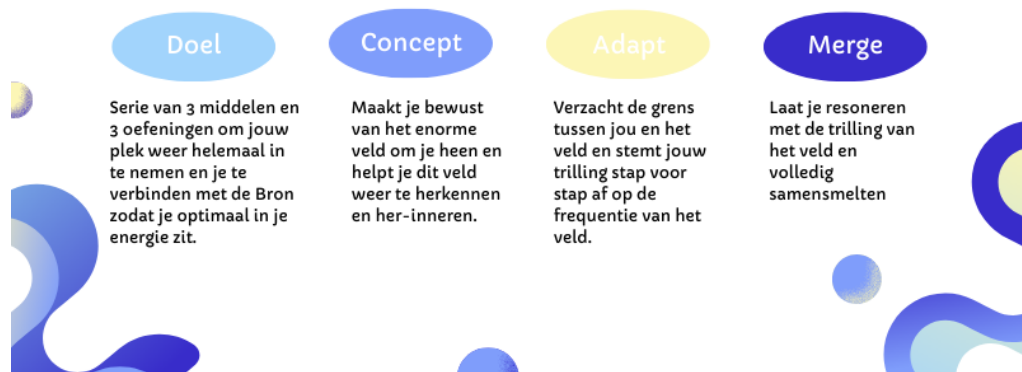 Doel
Serie van 3 middelen en
3 oefeningen om jouw
plek weer helemaal in
te nemen en je te
verbinden met de Bron
zodat je optimaal in je
energie zit.
Concept
Maakt je bewust
van het enorme
veld om je heen en
helpt je dit veld
weer te herkennen
en her-inneren.
Adapt
Verzacht de grens
tussen jou en het
veld en stemt jouw
trilling stap voor
stap af op de
frequentie van het
veld.
Merge
Laat je resoneren
met de trilling van
het veld en
volledig
samensmelten